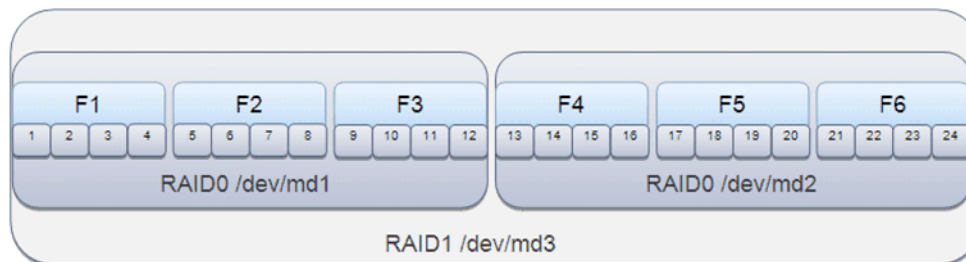 F1 F2 F3 F4 F5 F6
1 2 3 4 5 6 7 8 9 10 11 12 13 14 15 16 17 18 19 20 21 22 23 24
RAID0 /dev/md1 RAID0 /dev/md2
RAID1 /dev/md3